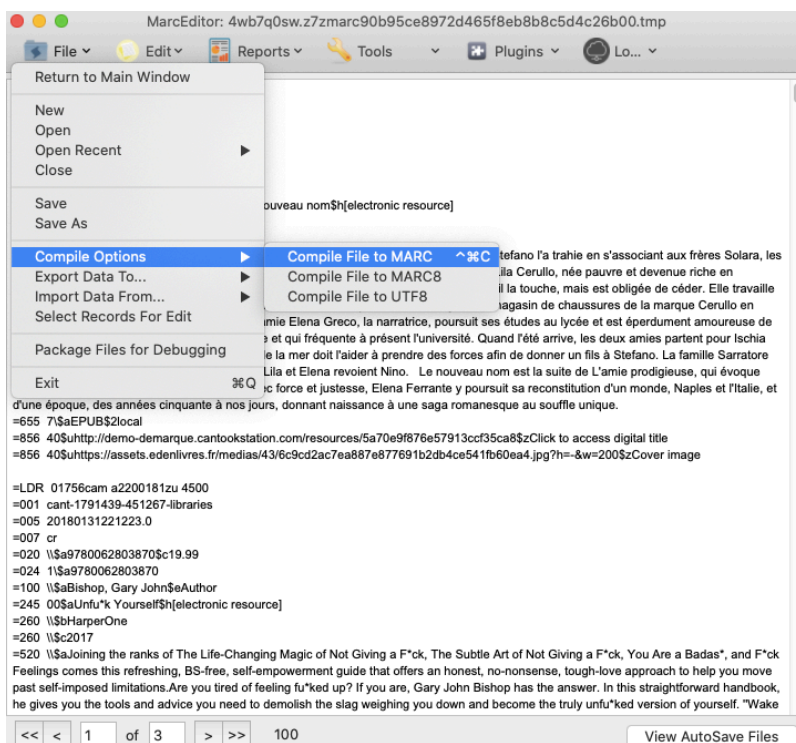 MarcEditor: 4wb7q0sw.z7zmarc90b95ce8972d465f8eb8b8c5d4c26b00.tmp
File Edit Reports Tools Plugins Lo...
Return to Main Window
New
Open
Open Recent
Close
Save
Save As
Compile Options
Export Data To...
Import Data From...
Select Records For Edit
Package Files for Debugging
Exit ⌘Q
Compile File to MARC ^⌘C
Compile File to MARC8
Compile File to UTF8
ouveau nom$h[electronic resource]
tefano l'a trahie en s'associant aux frères Solara, les
ila Cerullo, née pauvre et devenue riche en
il la touche, mais est obligée de céder. Elle travaille
nagasin de chaussures de la marque Cerullo en
mie Elena Greco, la narratrice, poursuit ses études au lycée et est éperdument amoureuse de
e et qui fréquente à présent l'université. Quand l'été arrive, les deux amies partent pour Ischia
le la mer doit l'aider à prendre des forces afin de donner un fils à Stefano. La famille Sarratore
Lila et Elena revoient Nino. Le nouveau nom est la suite de L'amie prodigieuse, qui évoque
ec force et justesse, Elena Ferrante y poursuit sa reconstitution d'un monde, Naples et l'Italie, et
d'une époque, des années cinquante à nos jours, donnant naissance à une saga romanesque au souffle unique.
=655 7\$aEPUB$2local
=856 40$uhttp://demo-demarque.cantookstation.com/resources/5a70e9f876e57913ccf35ca8$zClick to access digital title
=856 40$uhttps://assets.edenlivres.fr/medias/43/6c9cd2ac7ea887e877691b2db4ce541fb60ea4.jpg?h=-&w=200$zCover image
=LDR 01756cam a2200181zu 4500
=001 cant-1791439-451267-libraries
=005 20180131221223.0
=007 cr
=020 \\$a9780062803870$c19.99
=024 1\$a9780062803870
=100 \\$aBishop, Gary John$eAuthor
=245 00$aUnfu*k Yourself$h[electronic resource]
=260 \\$bHarperOne
=260 \\$c2017
=520 \\$aJoining the ranks of The Life-Changing Magic of Not Giving a F*ck, The Subtle Art of Not Giving a F*ck, You Are a Badas*, and F*ck
Feelings comes this refreshing, BS-free, self-empowerment guide that offers an honest, no-nonsense, tough-love approach to help you move
past self-imposed limitations.Are you tired of feeling fu*ked up? If you are, Gary John Bishop has the answer. In this straightforward handbook,
he gives you the tools and advice you need to demolish the slag weighing you down and become the truly unfu*ked version of yourself. "Wake
<< < 1 of 3 > >> 100 View AutoSave Files